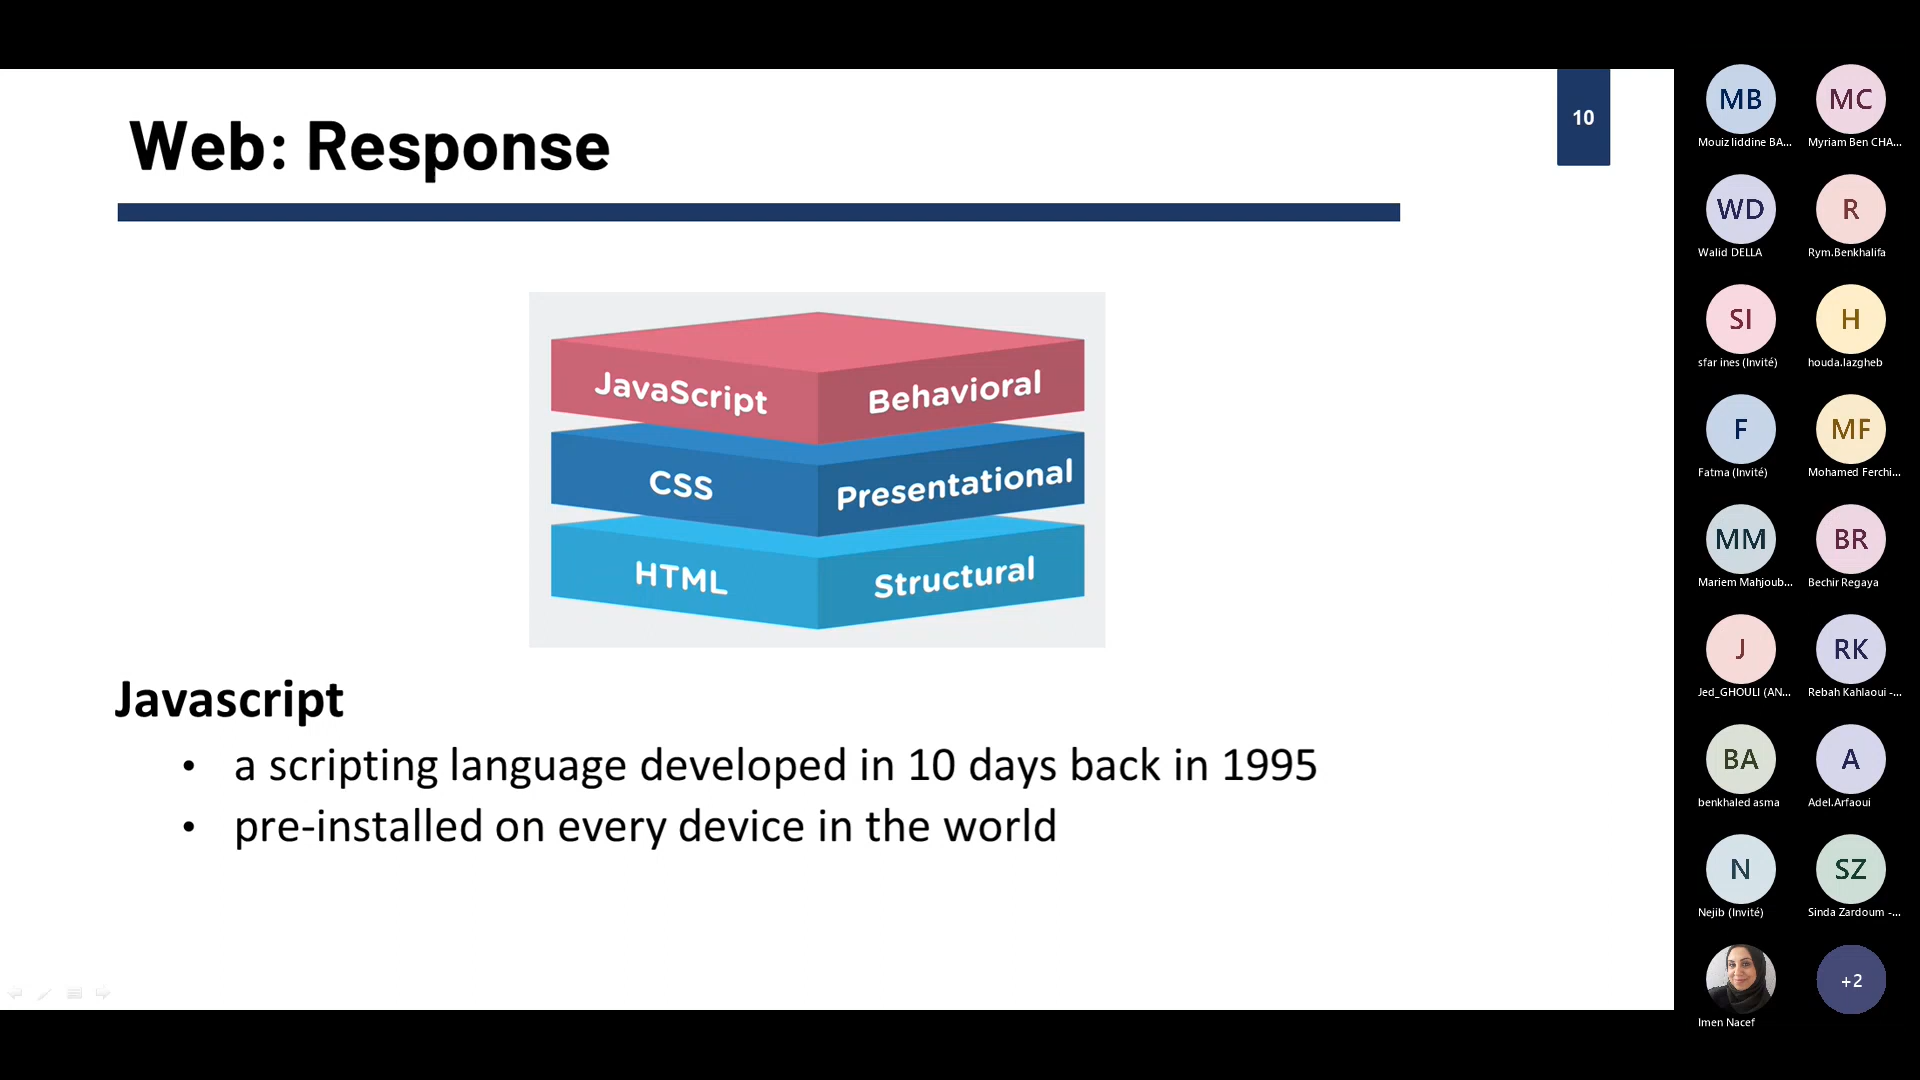 Web: Response
10
JavaScript
Behavioral
CSS
Presentational
HTML
Structural
Javascript
• a scripting language developed in 10 days back in 1995
• pre-installed on every device in the world
MB
Mouiz liddine BA...
MC
Myriam Ben CHA...
WD
Walid DELLA
R
Rym.Benkhalifa
SI
sfar ines (Invité)
H
houda.lazgheb
F
Fatma (Invité)
MF
Mohamed Ferchi...
MM
Mariem Mahjoub...
BR
Bechir Regaya
J
Jed_GHOULI (AN...
RK
Rebah Kahlaoui -...
BA
benkhaled asma
A
Adel.Arfaoui
N
Nejib (Invité)
SZ
Sinda Zardoum -...
Imen Nacef
+2